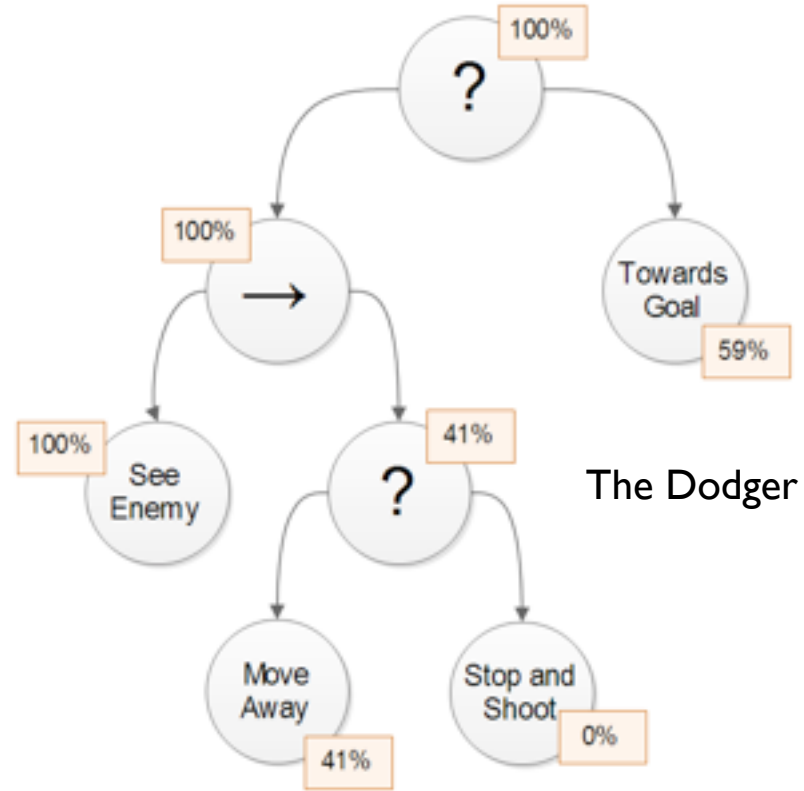 100%
?
100%
→
Towards
Goal
59%
100%
See
Enemy
41%
?
The Dodger
Move
Away
41%
Stop and
Shoot
0%